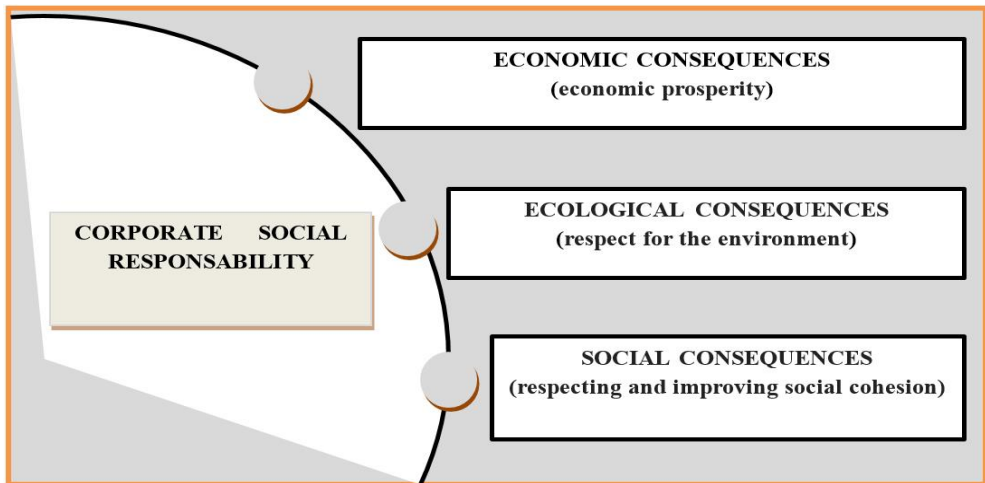 ECONOMIC CONSEQUENCES
(economic prosperity)
ECOLOGICAL CONSEQUENCES
(respect for the environment)
CORPORATE SOCIAL
RESPONSABILITY
SOCIAL CONSEQUENCES
(respecting and improving social cohesion)